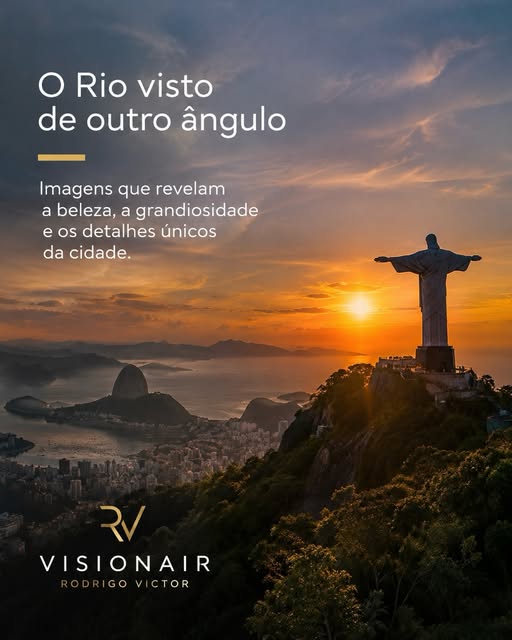 O Rio visto
de outro ângulo
Imagens que revelam
a beleza, a grandiosidade
e os detalhes únicos
da cidade.
RV
VISIONAIR
RODRIGO VICTOR